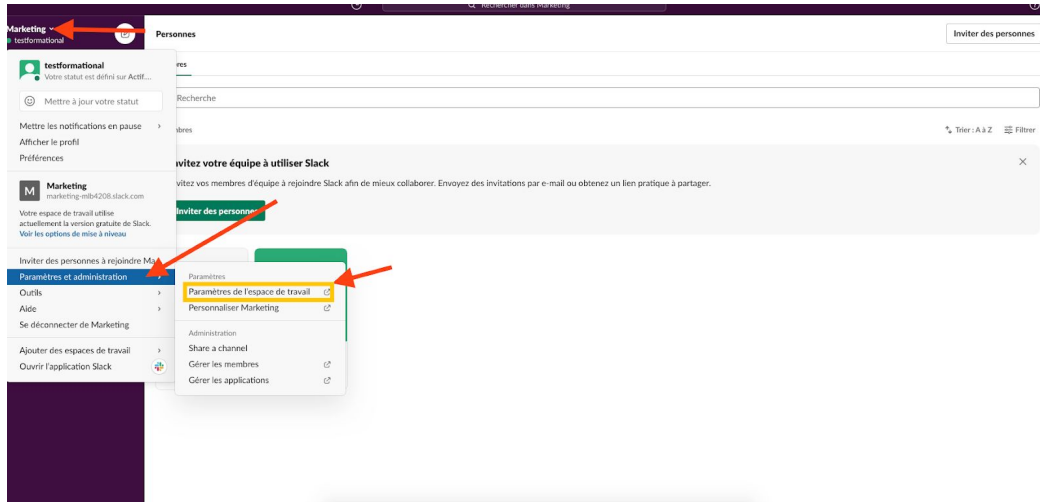 Rechercher dans Marketing
Marketing
testformational
Personnes
Inviter des personnes
testformational
Votre statut est défini sur Actif....
Mettre à jour votre statut
Recherche
Mettre les notifications en pause
Afficher le profil
Préférences
Trier : A à Z
Filtrer
Marketing
marketing-mlb4208.slack.com
Votre espace de travail utilise
actuellement la version gratuite de Slack.
Voir les options de mise à niveau
votre équipe à utiliser Slack
vos membres d'équipe à rejoindre Slack afin de mieux collaborer. Envoyez des invitations par e-mail ou obtenez un lien pratique à partager.
Inviter des personnes
Inviter des personnes à rejoindre Ma
Paramètres et administration
Outils
Aide
Se déconnecter de Marketing
Ajouter des espaces de travail
Ouvrir l'application Slack
Paramètres
Paramètres de l'espace de travail
Personnaliser Marketing
Administration
Share a channel
Gérer les membres
Gérer les applications